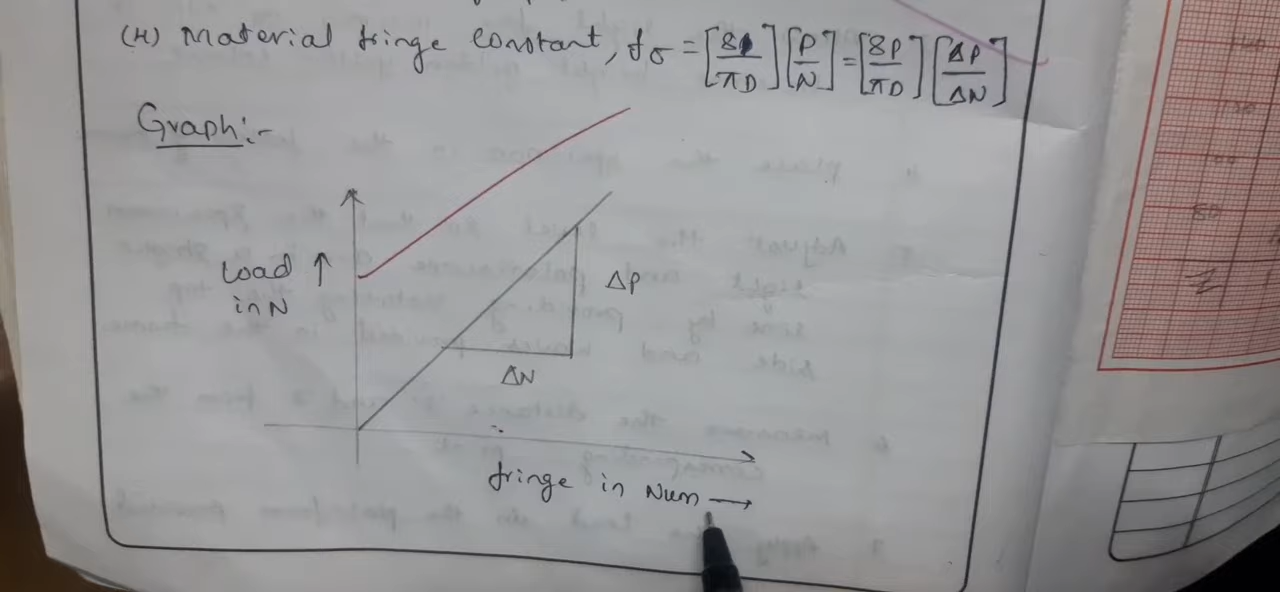 (4) Material fringe constant, fσ = [8P/πD] [P/N] = [8P/πD] [ΔP/ΔN]
Graph:-
Load ↑
in N
ΔP
ΔN
fringe in Num →
80